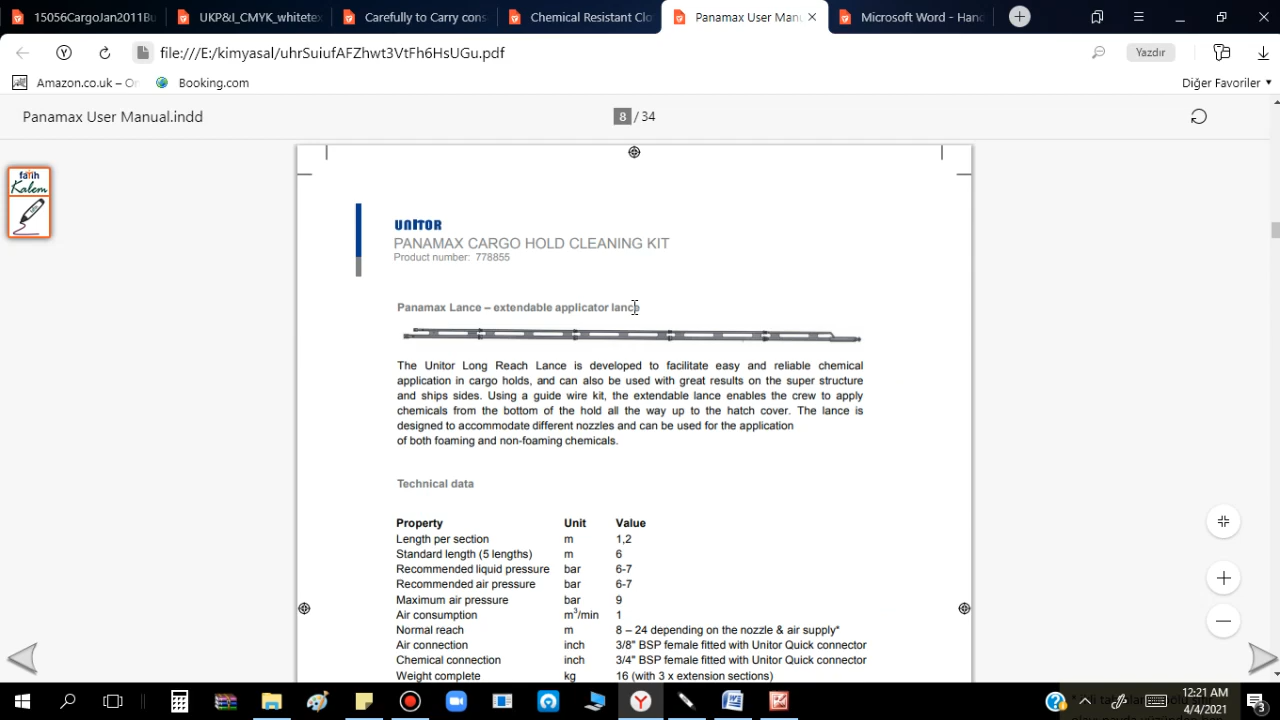 15056CargoJan2011Bu
UKP&I_CMYK_whitetex
Carefully to Carry cons
Chemical Resistant Clo
Panamax User Manu
Microsoft Word - Hand
file:///E:/kimyasal/uhrSuiufAFZhwt3VtFh6HsUGu.pdf
Yazdır
Amazon.co.uk – On
Booking.com
Diğer Favoriler
Panamax User Manual.indd
8 / 34
fatih
Kalem
UNITOR
PANAMAX CARGO HOLD CLEANING KIT
Product number: 778855
Panamax Lance – extendable applicator lance
The Unitor Long Reach Lance is developed to facilitate easy and reliable chemical
application in cargo holds, and can also be used with great results on the super structure
and ships sides. Using a guide wire kit, the extendable lance enables the crew to apply
chemicals from the bottom of the hold all the way up to the hatch cover. The lance is
designed to accommodate different nozzles and can be used for the application
of both foaming and non-foaming chemicals.
Technical data
Property Unit Value
Length per section m 1,2
Standard length (5 lengths) m 6
Recommended liquid pressure bar 6-7
Recommended air pressure bar 6-7
Maximum air pressure bar 9
Air consumption m³/min 1
Normal reach m 8 – 24 depending on the nozzle & air supply*
Air connection inch 3/8" BSP female fitted with Unitor Quick connector
Chemical connection inch 3/4" BSP female fitted with Unitor Quick connector
Weight complete kg 16 (with 3 x extension sections)
12:21 AM
4/4/2021
3